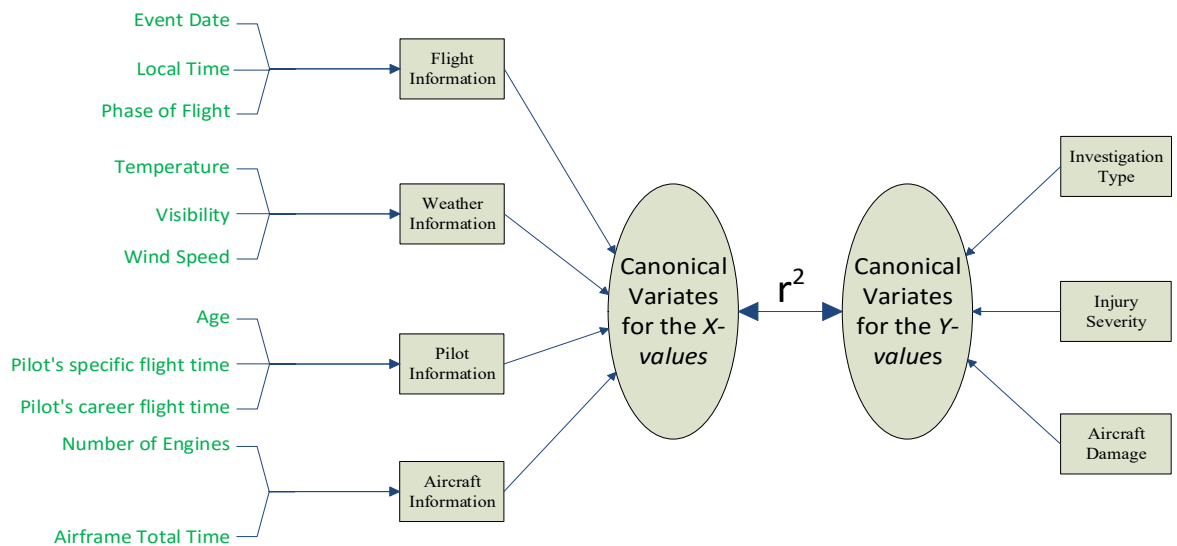 Event Date
Local Time
Phase of Flight
Flight
Information
Temperature
Visibility
Wind Speed
Weather
Information
Age
Pilot's specific flight time
Pilot's career flight time
Pilot
Information
Number of Engines
Airframe Total Time
Aircraft
Information
Canonical
Variates
for the X-
values
r²
Canonical
Variates
for the Y-
values
Investigation
Type
Injury
Severity
Aircraft
Damage